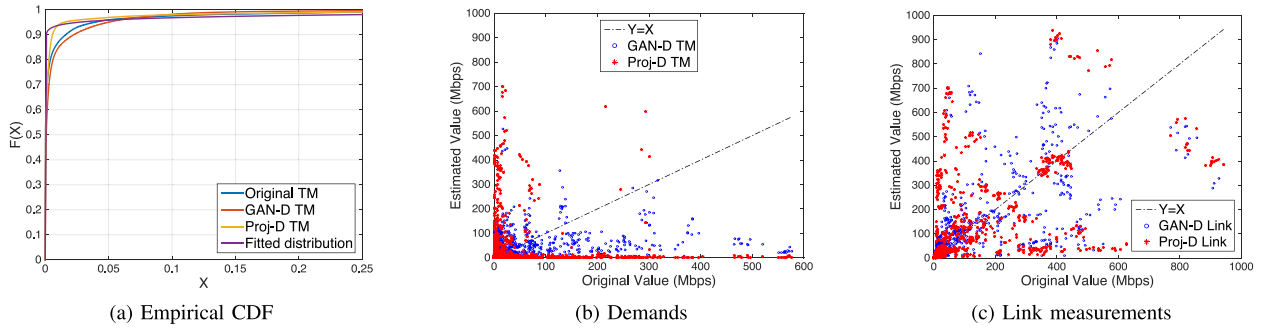 1
0.9
0.8
0.7
0.6
0.5
0.4
0.3
0.2
0.1
0
F(X)
Original TM
GAN-D TM
Proj-D TM
Fitted distribution
0 0.05 0.1 0.15 0.2 0.25
X
(a) Empirical CDF
1000
900
800
700
600
500
400
300
200
100
0
Estimated Value (Mbps)
Y=X
GAN-D TM
Proj-D TM
0 100 200 300 400 500 600
Original Value (Mbps)
(b) Demands
1000
900
800
700
600
500
400
300
200
100
0
Estimated Value (Mbps)
Y=X
GAN-D Link
Proj-D Link
0 200 400 600 800 1000
Original Value (Mbps)
(c) Link measurements